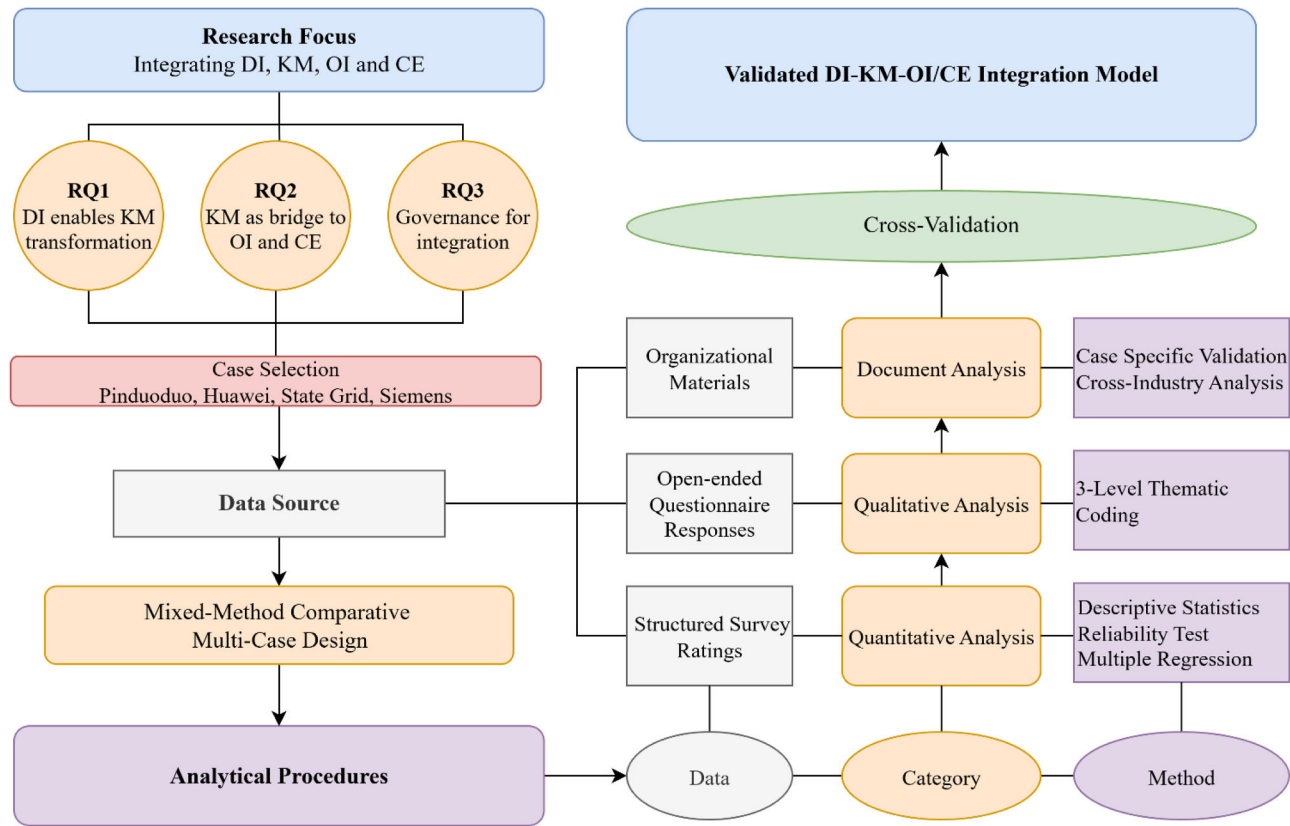 Research Focus
Integrating DI, KM, OI and CE
RQ1
DI enables KM
transformation
RQ2
KM as bridge to
OI and CE
RQ3
Governance for
integration
Case Selection
Pinduoduo, Huawei, State Grid, Siemens
Data Source
Mixed-Method Comparative
Multi-Case Design
Analytical Procedures
Validated DI-KM-OI/CE Integration Model
Cross-Validation
Organizational
Materials
Document Analysis
Case Specific Validation
Cross-Industry Analysis
Open-ended
Questionnaire
Responses
Qualitative Analysis
3-Level Thematic
Coding
Structured Survey
Ratings
Quantitative Analysis
Descriptive Statistics
Reliability Test
Multiple Regression
Data
Category
Method